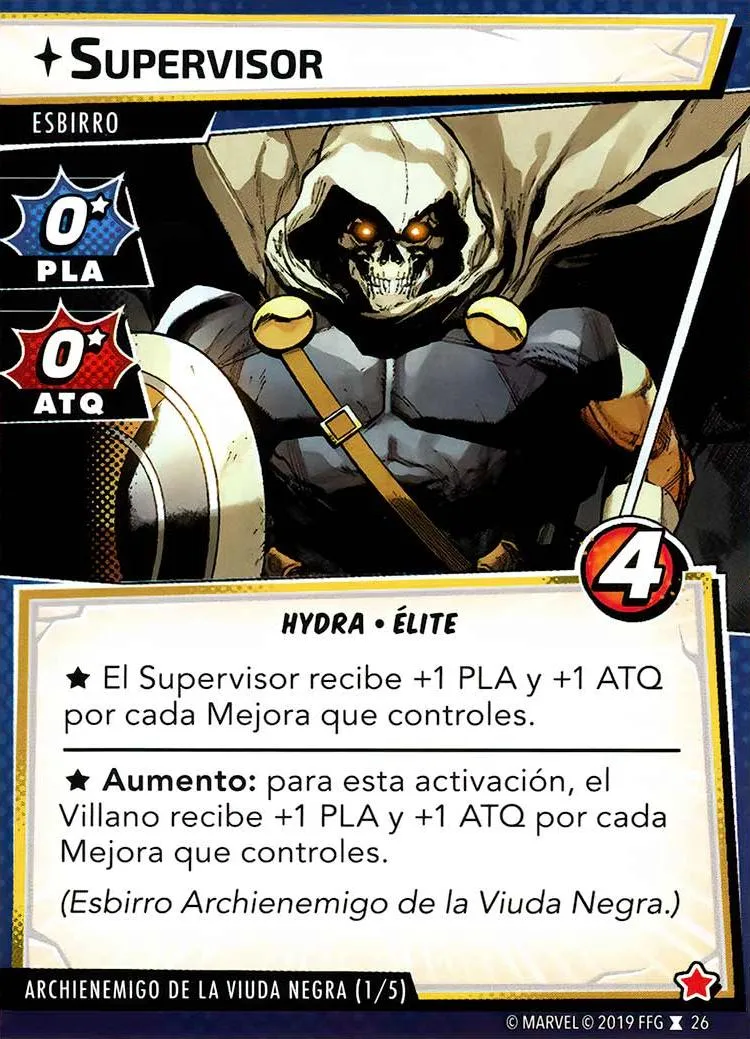 SUPERVISOR
ESBIRRO
0
PLA
0
ATQ
4
HYDRA • ÉLITE
★ El Supervisor recibe +1 PLA y +1 ATQ
por cada Mejora que controles.
★ Aumento: para esta activación, el
Villano recibe +1 PLA y +1 ATQ por cada
Mejora que controles.
(Esbirro Archienemigo de la Viuda Negra.)
ARCHIENEMIGO DE LA VIUDA NEGRA (1/5)
© MARVEL © 2019 FFG 26